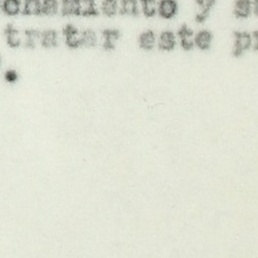 chamiento y s
tratar este p
.